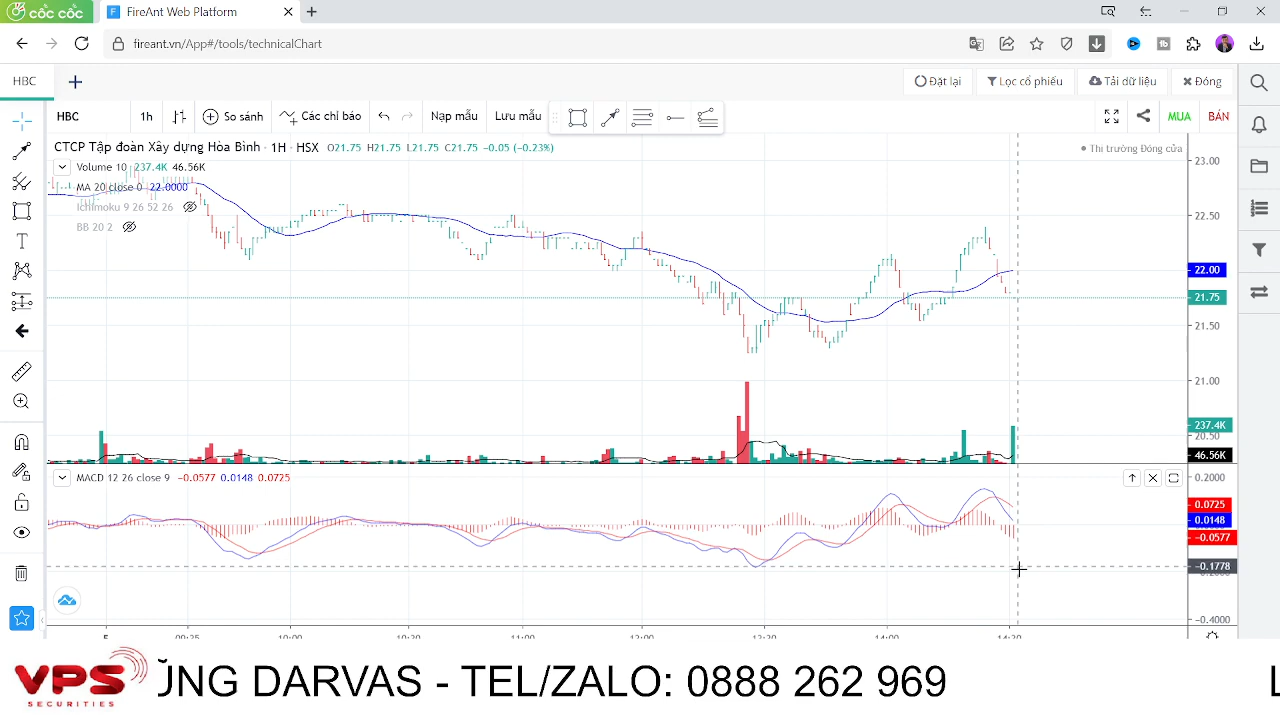 cốc cốc
FireAnt Web Platform
fireant.vn/App#/tools/technicalChart
HBC
Đặt lại
Lọc cổ phiếu
Tải dữ liệu
Đóng
HBC
1h
So sánh
Các chỉ báo
Nạp mẫu
Lưu mẫu
MUA
BÁN
CTCP Tập đoàn Xây dựng Hòa Bình · 1H · HSX O21.75 H21.75 L21.75 C21.75 -0.05 (-0.23%)
Thị trường Đóng cửa
Volume 10 237.4K 46.56K
MA 20 close 0 22.0000
Ichimoku 9 26 52 26
BB 20 2
23.00
22.50
22.00
21.75
21.50
21.00
237.4K
20.50
46.56K
MACD 12 26 close 9 -0.0577 0.0148 0.0725
0.2000
0.0725
0.0148
-0.0577
-0.1778
-0.4000
5
10:00
10:30
11:00
13:30
14:00
14:30
VPS
SECURITIES
NG DARVAS - TEL/ZALO: 0888 262 969